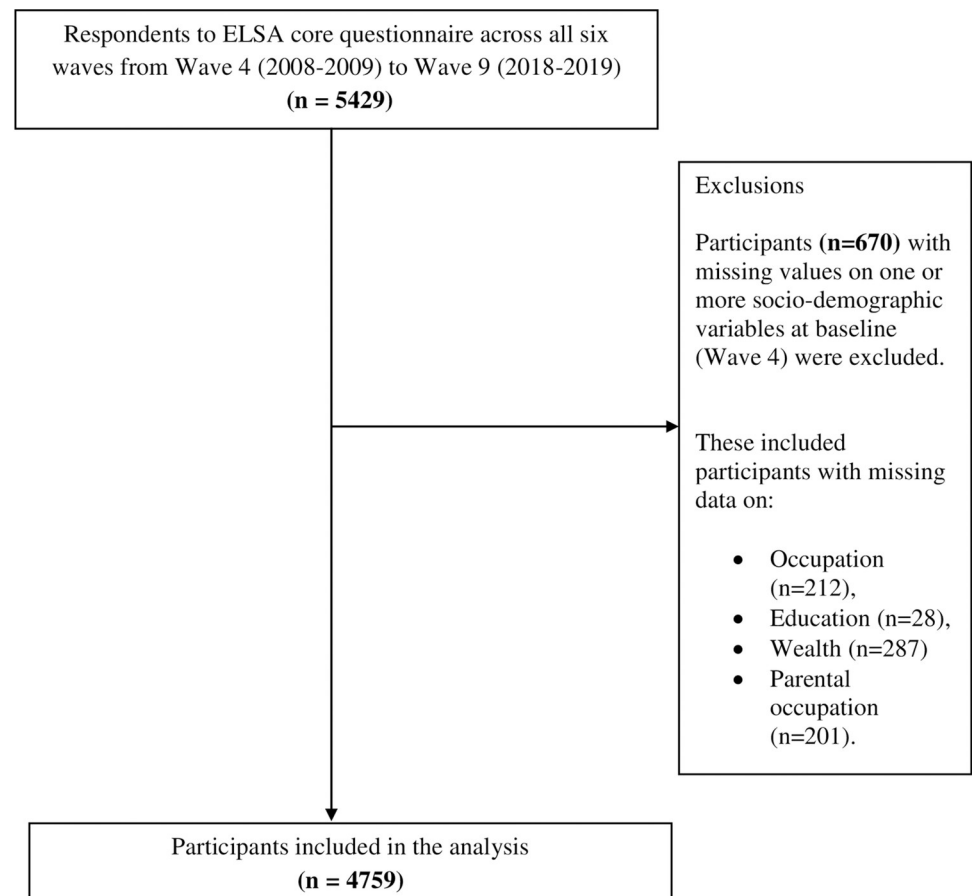 Respondents to ELSA core questionnaire across all six
waves from Wave 4 (2008-2009) to Wave 9 (2018-2019)
(n = 5429)
Exclusions
Participants (n=670) with
missing values on one or
more socio-demographic
variables at baseline
(Wave 4) were excluded.
These included
participants with missing
data on:
• Occupation
(n=212),
• Education (n=28),
• Wealth (n=287)
• Parental
occupation
(n=201).
Participants included in the analysis
(n = 4759)